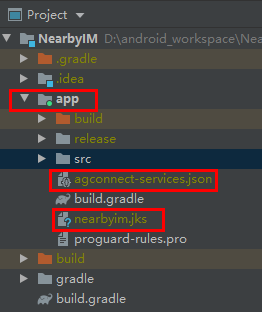 Project
NearbyIM D:\android_workspace\Nea
.gradle
.idea
app
build
release
src
agconnect-services.json
build.gradle
nearbyim.jks
proguard-rules.pro
build
gradle
build.gradle